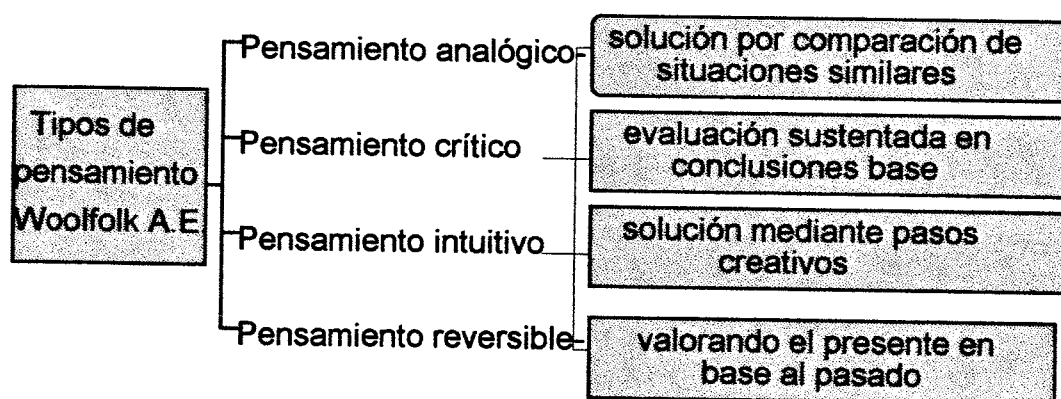 Tipos de
pensamiento
Woolfolk A.E
Pensamiento analógico
solución por comparación de
situaciones similares
Pensamiento crítico
evaluación sustentada en
conclusiones base
Pensamiento intuitivo
solución mediante pasos
creativos
Pensamiento reversible
valorando el presente en
base al pasado